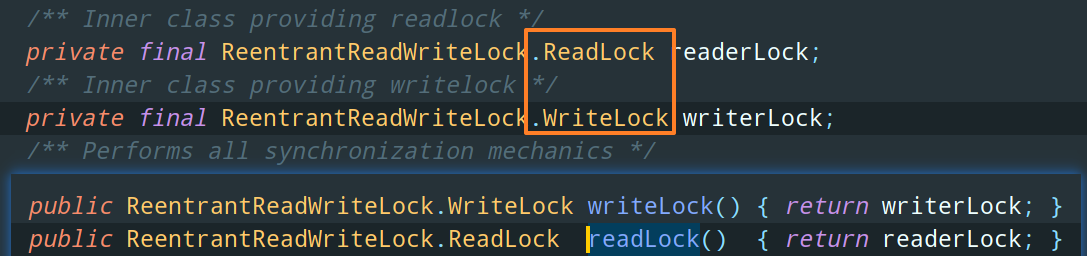 /** Inner class providing readlock */
private final ReentrantReadWriteLock.ReadLock readerLock;
/** Inner class providing writelock */
private final ReentrantReadWriteLock.WriteLock writerLock;
/** Performs all synchronization mechanics */
public ReentrantReadWriteLock.WriteLock writeLock() { return writerLock; }
public ReentrantReadWriteLock.ReadLock  readLock()  { return readerLock; }